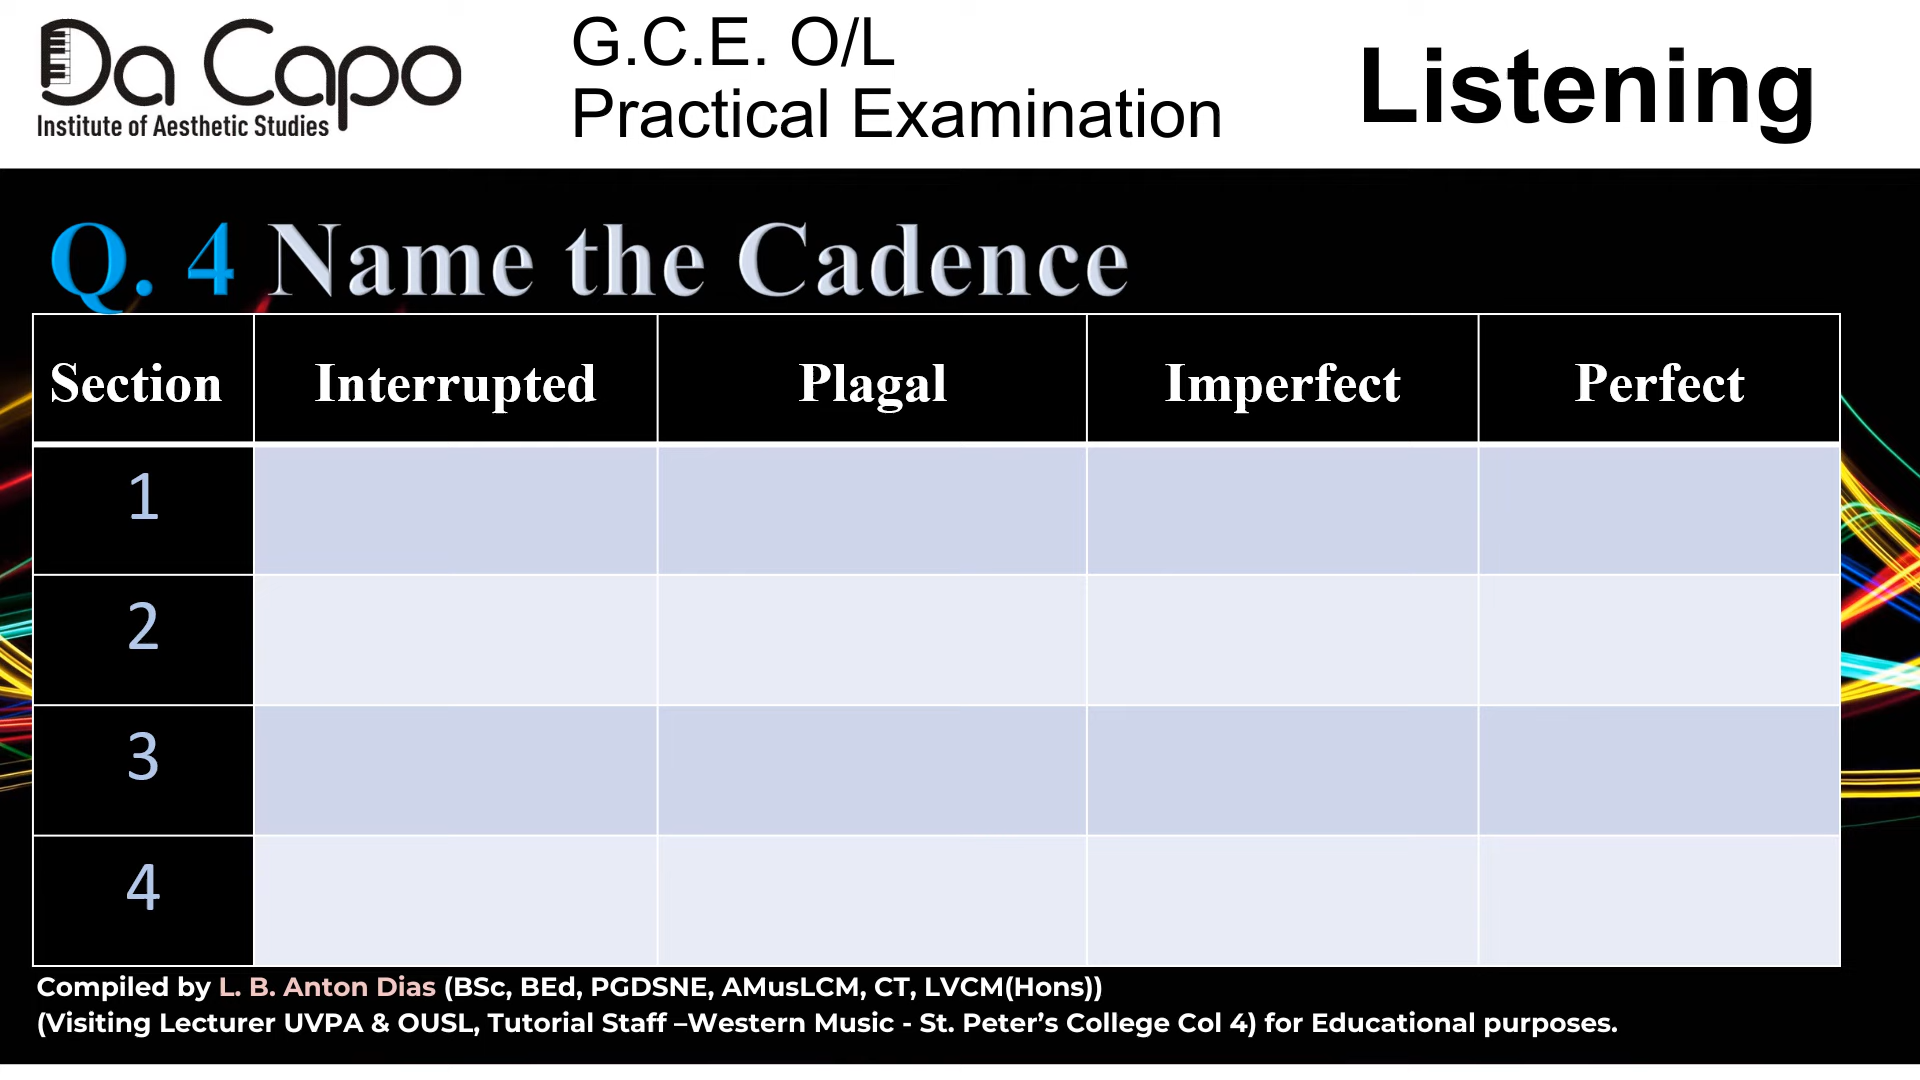 Da Capo
Institute of Aesthetic Studies
G.C.E. O/L
Practical Examination
Listening
Q. 4 Name the Cadence
Section Interrupted Plagal Imperfect Perfect
1
2
3
4
Compiled by L. B. Anton Dias (BSc, BEd, PGDSNE, AMusLCM, CT, LVCM(Hons))
(Visiting Lecturer UVPA & OUSL, Tutorial Staff –Western Music - St. Peter’s College Col 4) for Educational purposes.